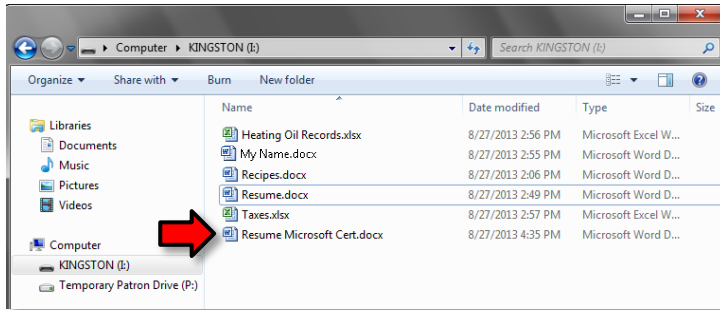 Computer ▸ KINGSTON (I:)
Search KINGSTON (I:)
Organize ▾ Share with ▾ Burn New folder
Name Date modified Type Size
Libraries
Documents
Music
Pictures
Videos
Computer
KINGSTON (I:)
Temporary Patron Drive (P:)
Heating Oil Records.xlsx 8/27/2013 2:56 PM Microsoft Excel W...
My Name.docx 8/27/2013 2:55 PM Microsoft Word D...
Recipes.docx 8/27/2013 2:06 PM Microsoft Word D...
Resume.docx 8/27/2013 2:49 PM Microsoft Word D...
Taxes.xlsx 8/27/2013 2:57 PM Microsoft Excel W...
Resume Microsoft Cert.docx 8/27/2013 4:35 PM Microsoft Word D...